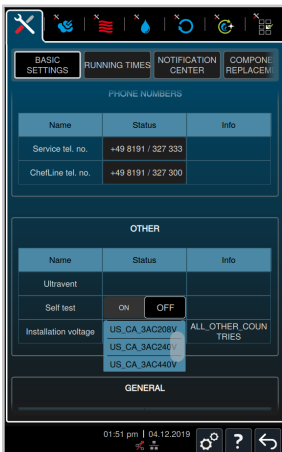 BASIC SETTINGS
RUNNING TIMES
NOTIFICATION CENTER
COMPONE
REPLACEM
PHONE NUMBERS
Name Status Info
Service tel. no. +49 8191 / 327 333
ChefLine tel. no. +49 8191 / 327 300
OTHER
Name Status Info
Ultravent
Self test ON OFF
Installation voltage US_CA_3AC208V ALL_OTHER_COUN
TRIES
US_CA_3AC240V
US_CA_3AC440V
GENERAL
01:51 pm | 04.12.2019
?